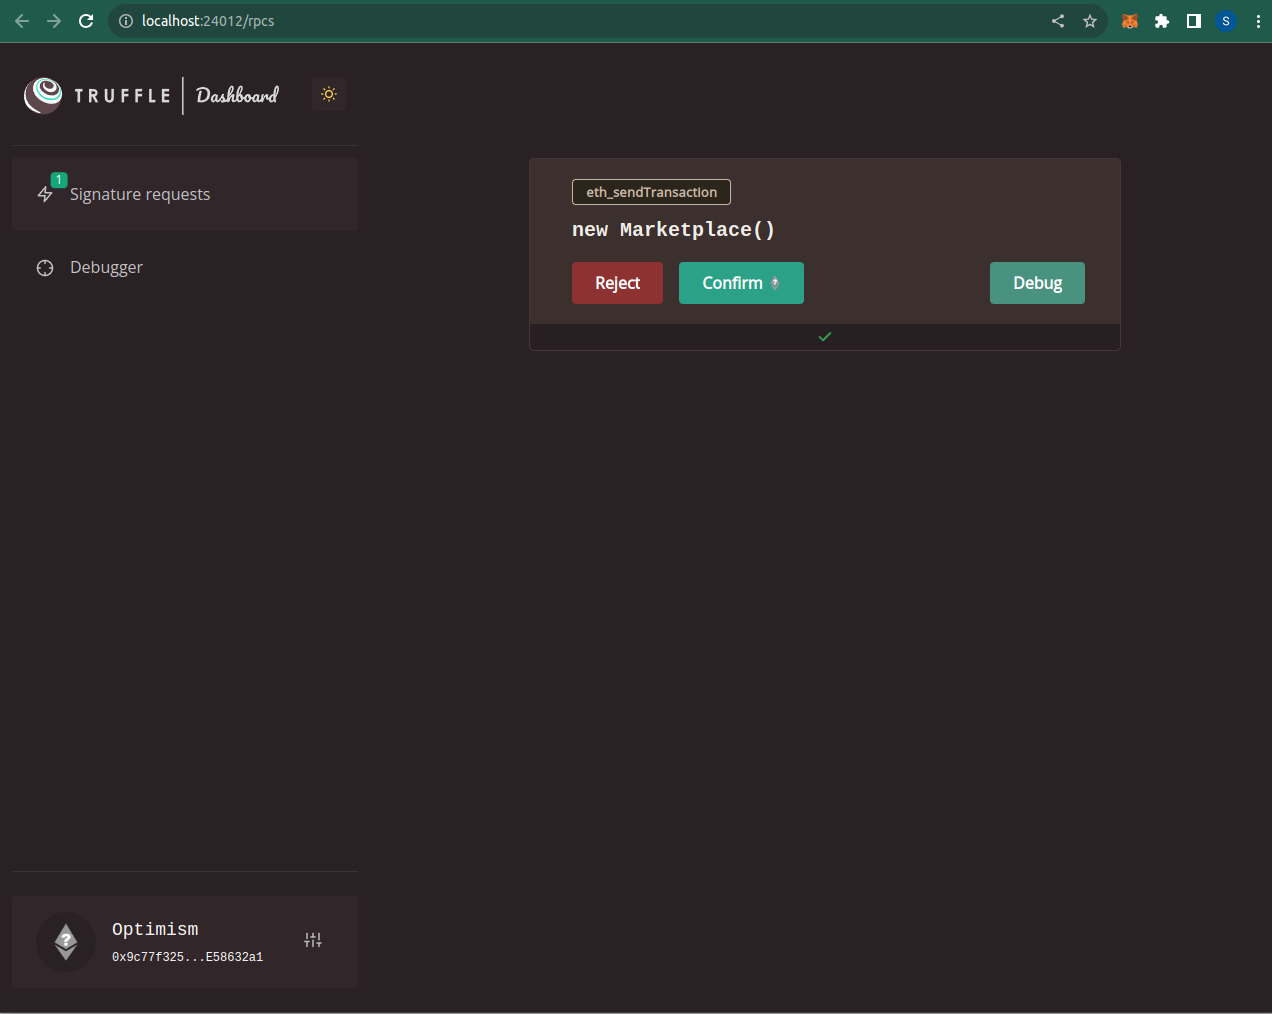 localhost:24012/rpcs
S
TRUFFLE Dashboard
1
Signature requests
Debugger
eth_sendTransaction
new Marketplace()
Reject
Confirm ?
Debug
?
Optimism
0x9c77f325...E58632a1